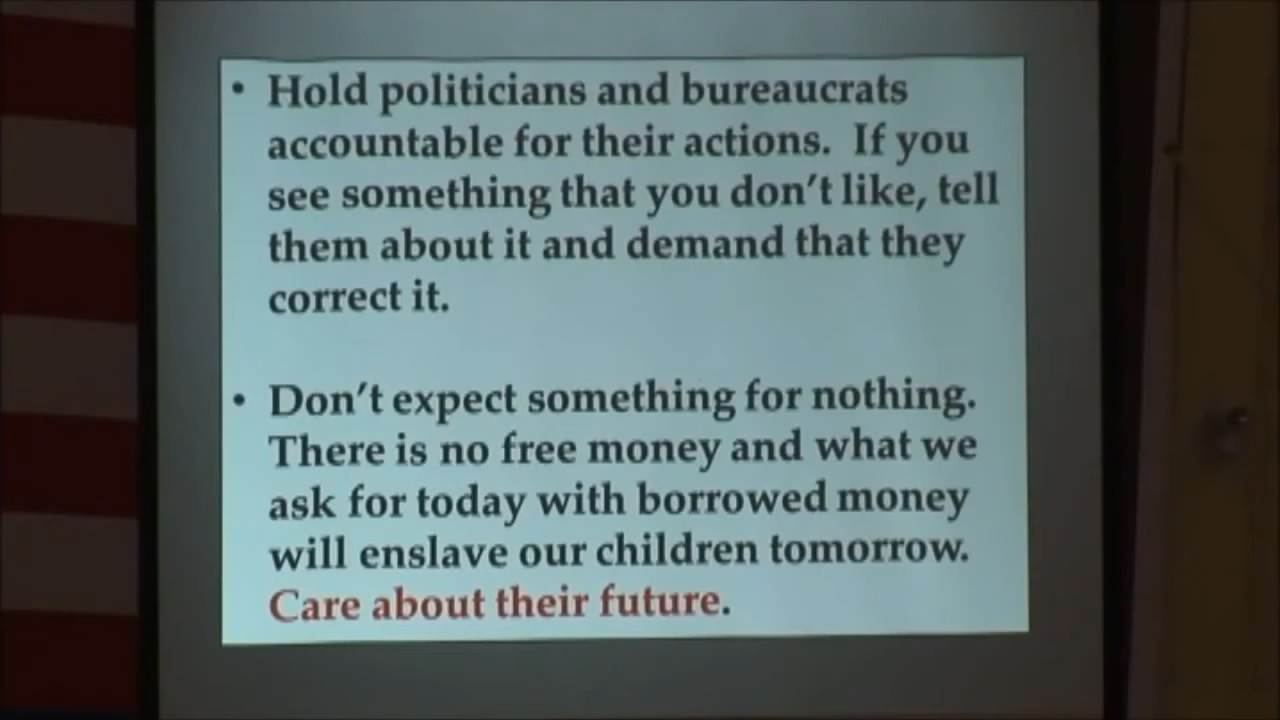 • Hold politicians and bureaucrats
accountable for their actions.  If you
see something that you don't like, tell
them about it and demand that they
correct it.
• Don't expect something for nothing.
There is no free money and what we
ask for today with borrowed money
will enslave our children tomorrow.
Care about their future.